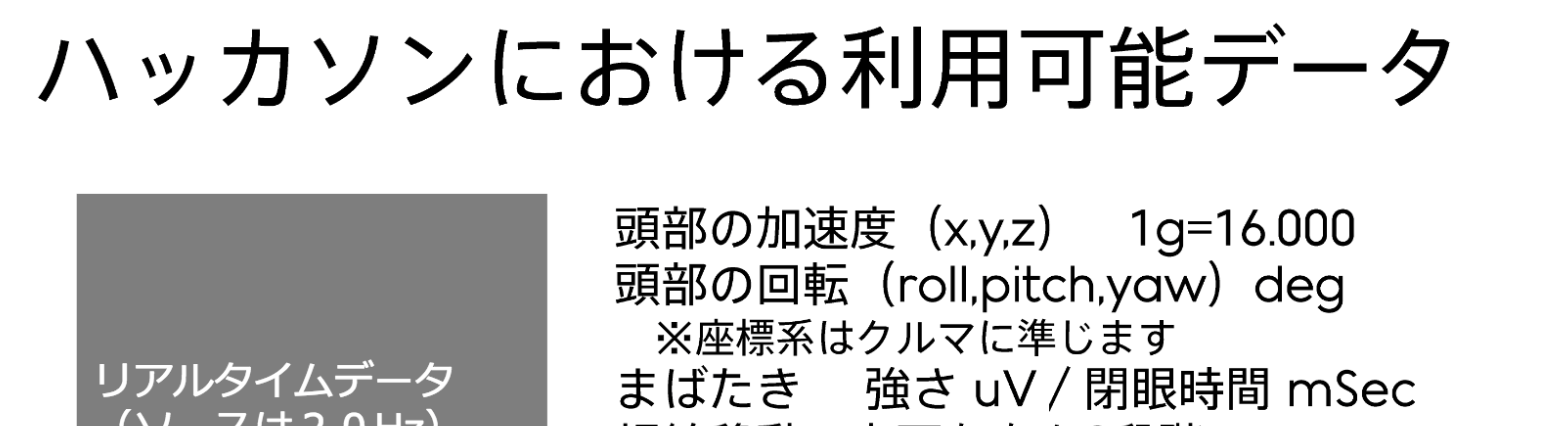 ハッカソンにおける利用可能データ
頭部の加速度（x,y,z）　1g=16.000
頭部の回転（roll,pitch,yaw）deg
※座標系はクルマに準じます
リアルタイムデータ
まばたき　強さ uV / 閉眼時間 mSec